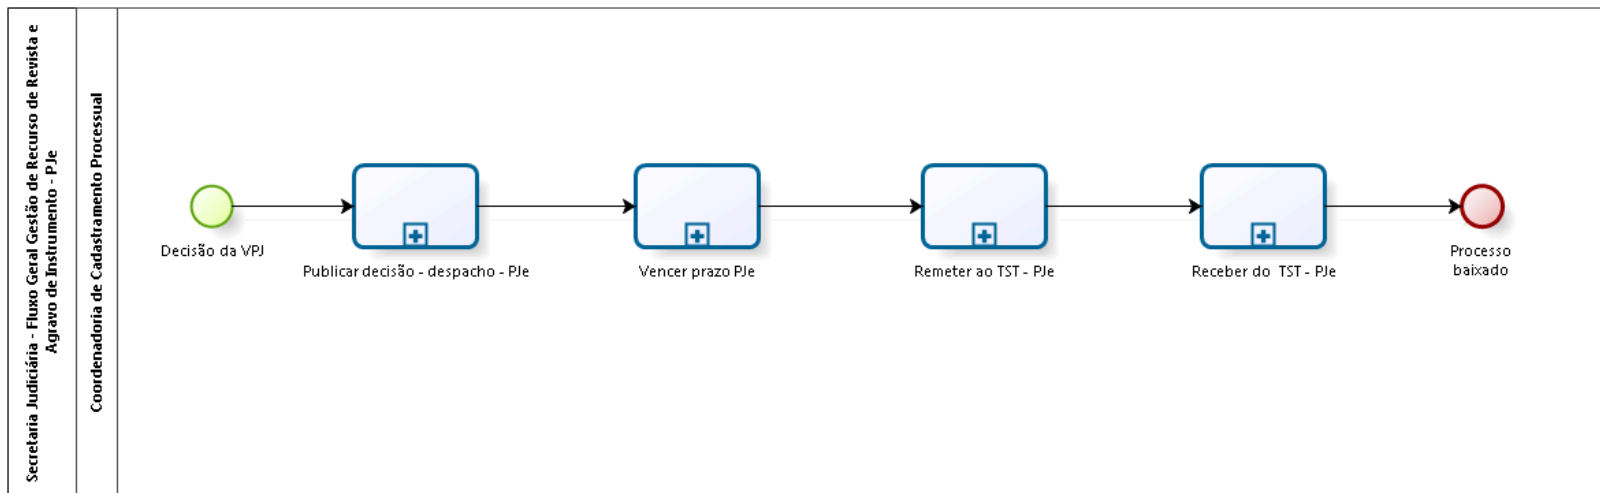 Secretaria Judiciária - Fluxo Geral Gestão de Recurso de Revista e
Agravo de Instrumento - PJe
Coordenadoria de Cadastramento Processual
Decisão da VPJ
Publicar decisão - despacho - PJe
Vencer prazo PJe
Remeter ao TST - PJe
Receber do  TST - PJe
Processo
baixado